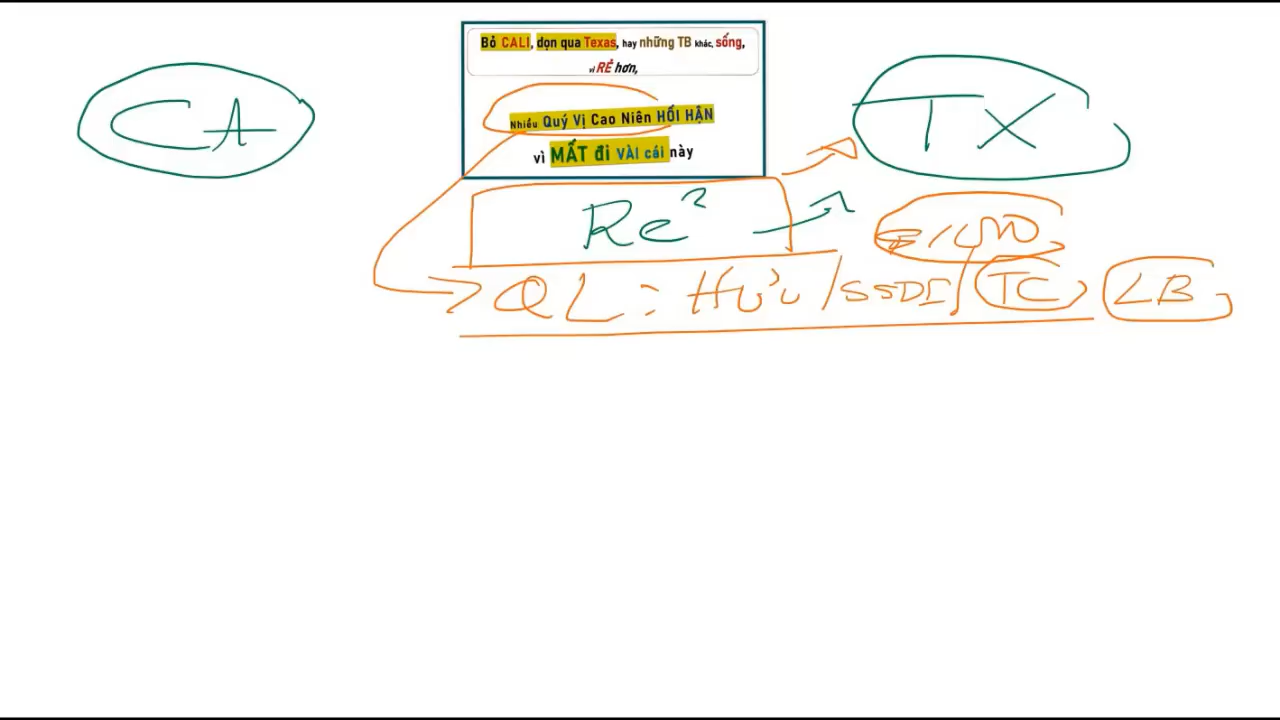 CA
Bỏ CALI, dọn qua Texas, hay những TB khác, sống,
vì RẺ hơn,
Nhiều Quý Vị Cao Niên HỐI HẬN
vì MẤT đi VÀI cái này
TX
Re²
QL: Hưu / SSDI / TC, LB,